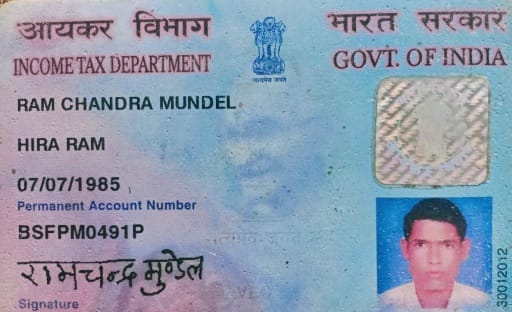 आयकर विभाग
INCOME TAX DEPARTMENT
भारत सरकार
GOVT. OF INDIA
सत्यमेव जयते
RAM CHANDRA MUNDEL
HIRA RAM
07/07/1985
Permanent Account Number
BSFPM0491P
रामचन्द्र मुण्डेल
Signature
30012012